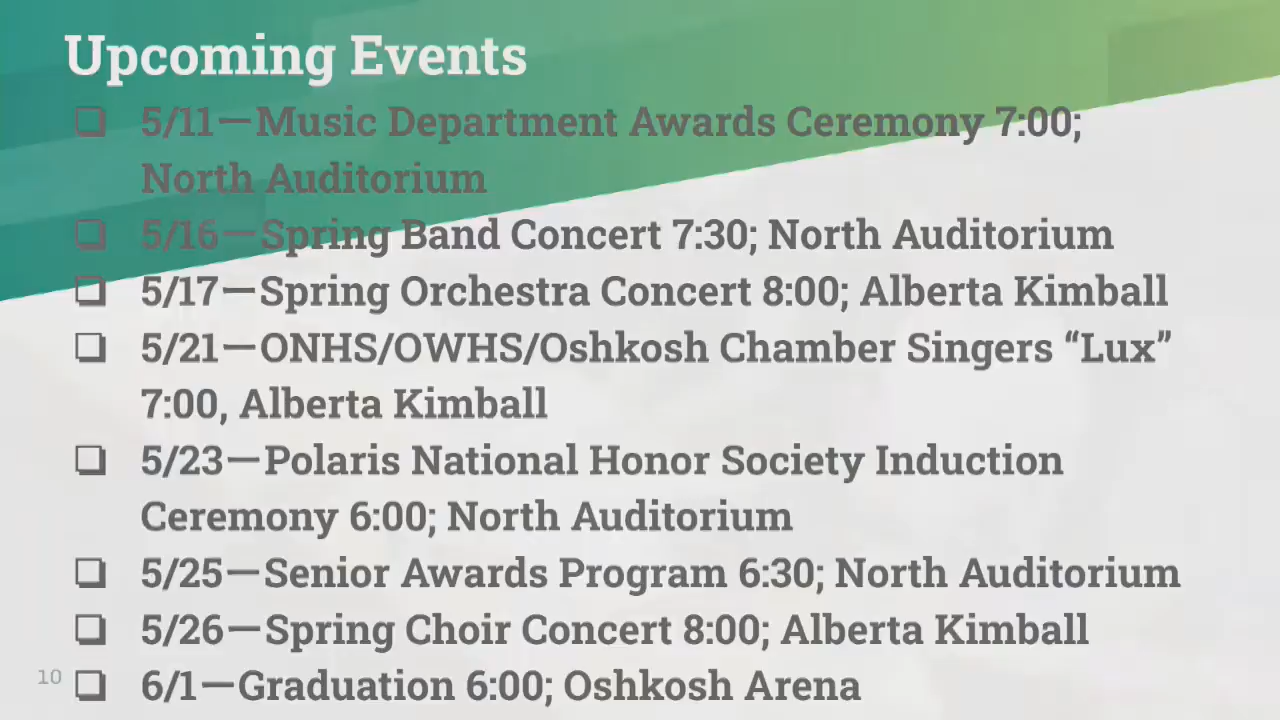 Upcoming Events
❑ 5/11—Music Department Awards Ceremony 7:00;
North Auditorium
❑ 5/16—Spring Band Concert 7:30; North Auditorium
❑ 5/17—Spring Orchestra Concert 8:00; Alberta Kimball
❑ 5/21—ONHS/OWHS/Oshkosh Chamber Singers “Lux”
7:00, Alberta Kimball
❑ 5/23—Polaris National Honor Society Induction
Ceremony 6:00; North Auditorium
❑ 5/25—Senior Awards Program 6:30; North Auditorium
❑ 5/26—Spring Choir Concert 8:00; Alberta Kimball
10
❑ 6/1—Graduation 6:00; Oshkosh Arena